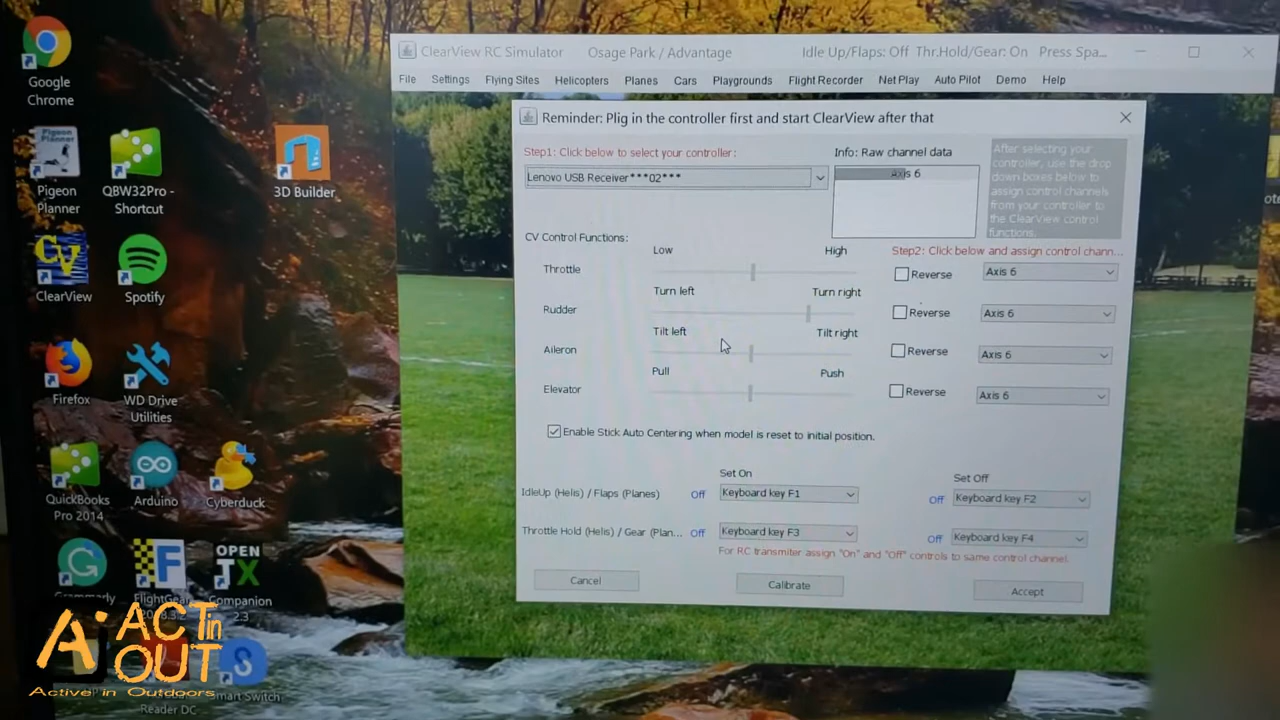 Google
Chrome
Pigeon
Planner
QBW32Pro -
Shortcut
3D Builder
CV
ClearView
Spotify
Firefox
WD Drive
Utilities
QuickBooks
Pro 2014
Arduino
Cyberduck
OPEN
TX
Companion
2.3
ClearView RC Simulator Osage Park / Advantage Idle Up/Flaps: Off Thr.Hold/Gear: On Press Spa...
File Settings Flying Sites Helicopters Planes Cars Playgrounds Flight Recorder Net Play Auto Pilot Demo Help
Reminder: Plig in the controller first and start ClearView after that
Step1: Click below to select your controller:
Lenovo USB Receiver***02***
Info: Raw channel data
Axis 6
After selecting your
controller, use the drop
down boxes below to
assign control channels
from your controller to
the ClearView control
functions.
CV Control Functions:
Low High
Step2: Click below and assign control chann...
Throttle
Reverse Axis 6
Turn left Turn right
Rudder
Reverse Axis 6
Tilt left Tilt right
Aileron
Reverse Axis 6
Pull Push
Elevator
Reverse Axis 6
Enable Stick Auto Centering when model is reset to initial position.
Set On Set Off
IdleUp (Helis) / Flaps (Planes) Off Keyboard key F1 Off Keyboard key F2
Throttle Hold (Helis) / Gear (Plan... Off Keyboard key F3 Off Keyboard key F4
For RC transmiter assign "On" and "Off" controls to same control channel.
Cancel Calibrate Accept
ACT in
OUT
Active in Outdoors
Reader DC